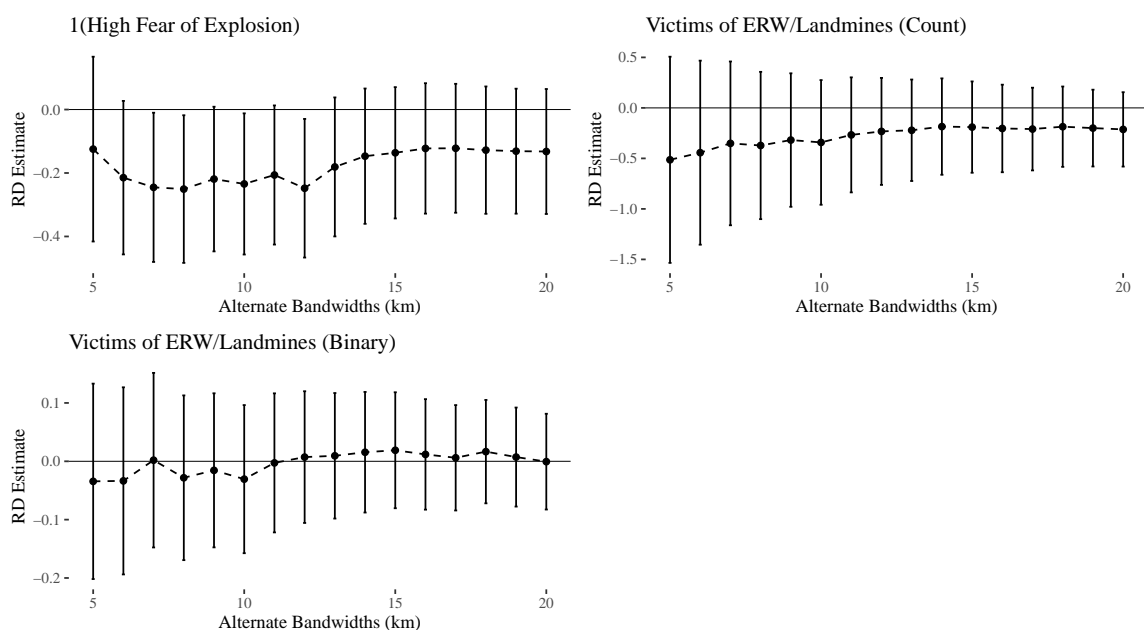 1(High Fear of Explosion)
0.0
−0.2
−0.4
RD Estimate
5
10
15
20
Alternate Bandwidths (km)
Victims of ERW/Landmines (Count)
0.5
0.0
−0.5
−1.0
−1.5
RD Estimate
5
10
15
20
Alternate Bandwidths (km)
Victims of ERW/Landmines (Binary)
0.1
0.0
−0.1
−0.2
RD Estimate
5
10
15
20
Alternate Bandwidths (km)